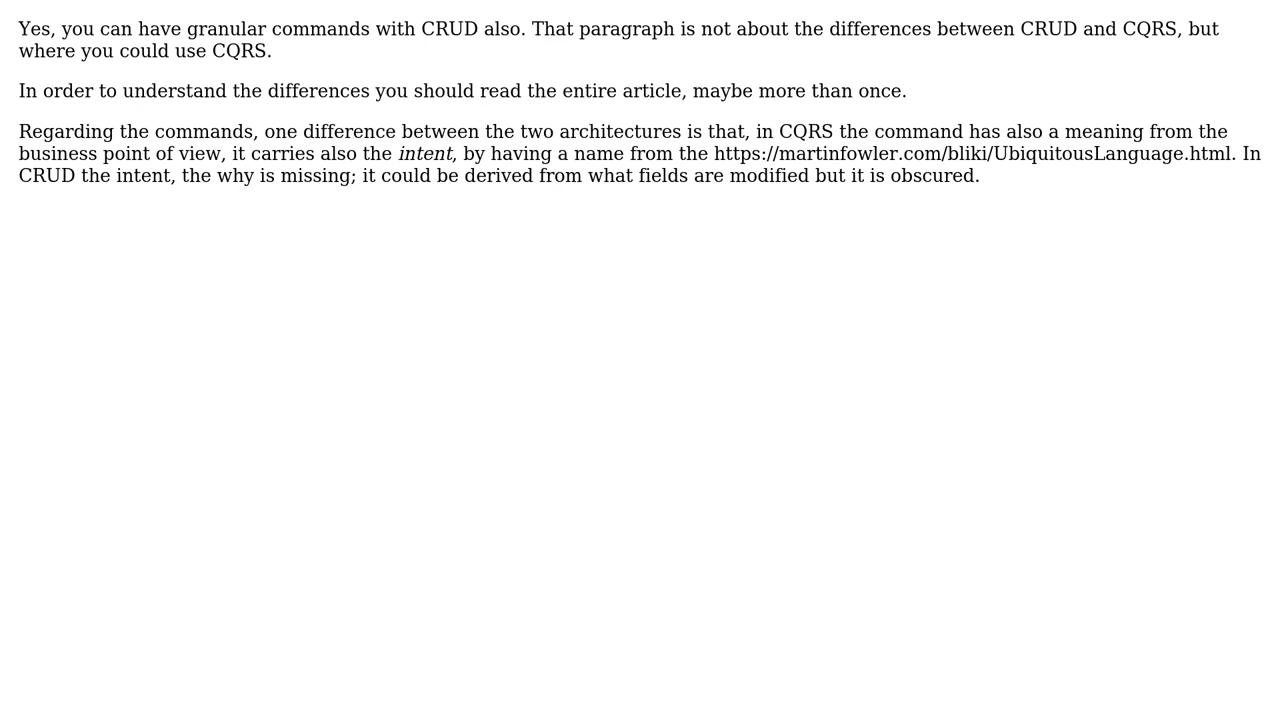 Yes, you can have granular commands with CRUD also. That paragraph is not about the differences between CRUD and CQRS, but
where you could use CQRS.
In order to understand the differences you should read the entire article, maybe more than once.
Regarding the commands, one difference between the two architectures is that, in CQRS the command has also a meaning from the
business point of view, it carries also the intent, by having a name from the https://martinfowler.com/bliki/UbiquitousLanguage.html. In
CRUD the intent, the why is missing; it could be derived from what fields are modified but it is obscured.